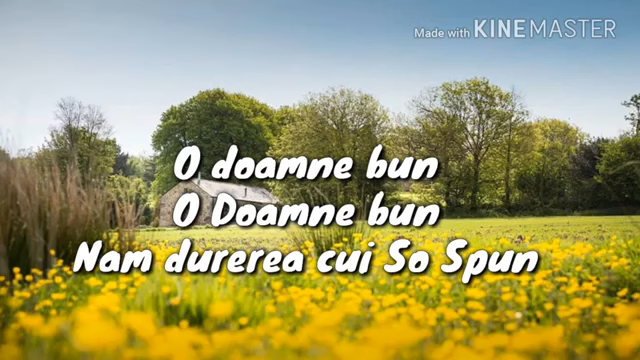 Made with KINEMASTER
O doamne bun
O Doamne bun
Nam durerea cui So Spun